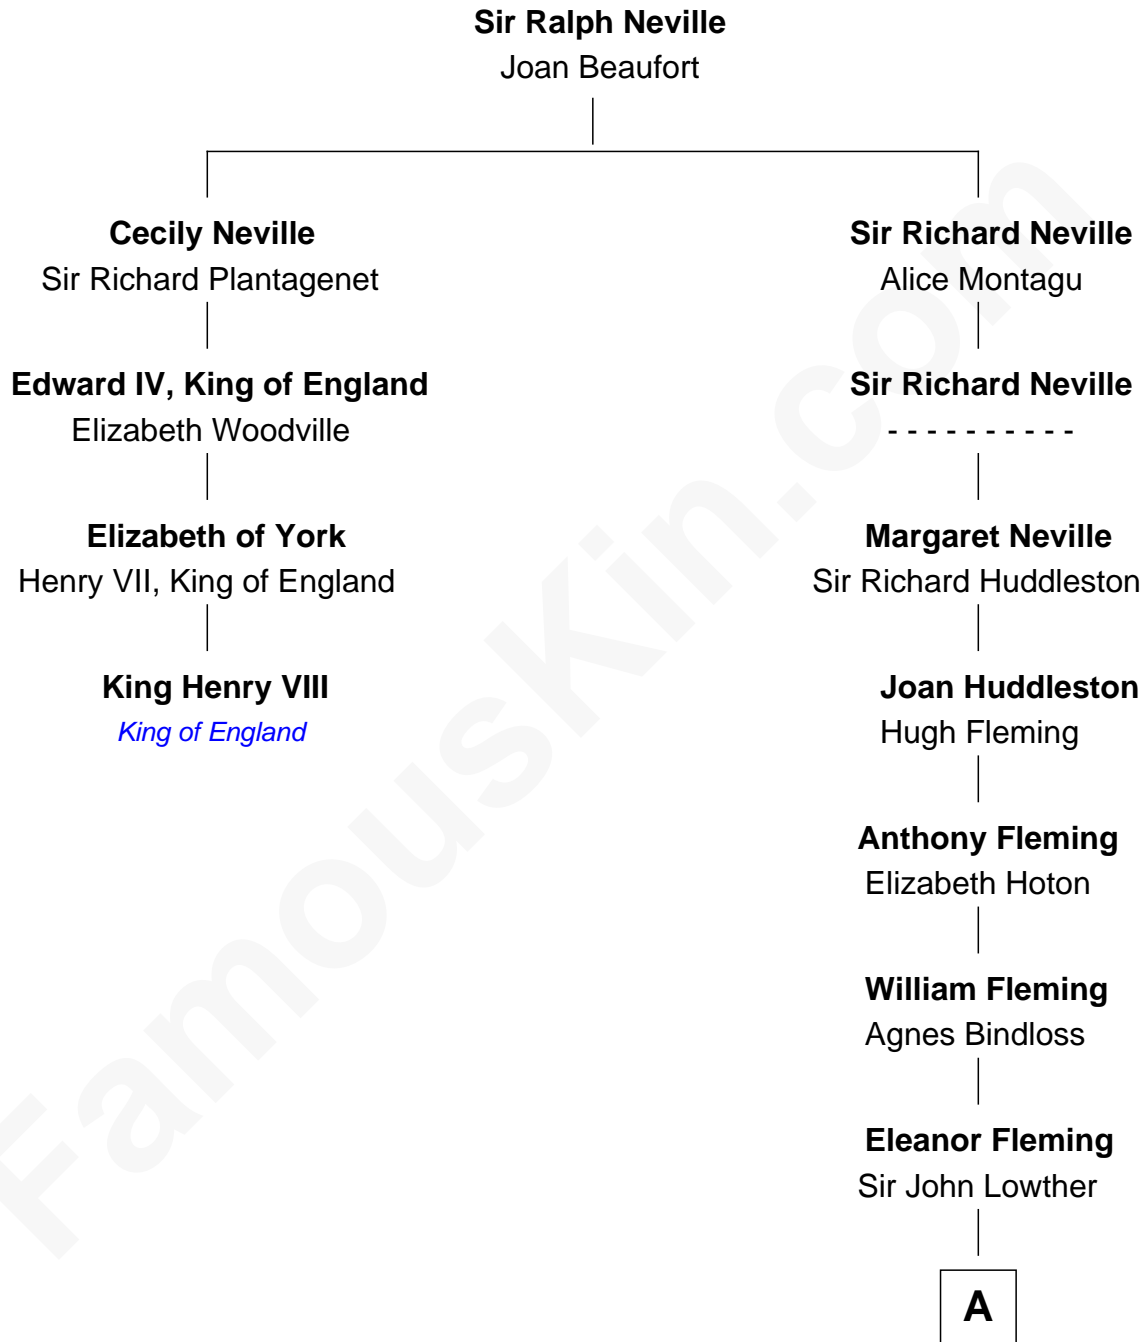 Sir Ralph Neville
Joan Beaufort
Cecily Neville
Sir Richard Plantagenet
Sir Richard Neville
Alice Montagu
Edward IV, King of England
Elizabeth Woodville
Sir Richard Neville
- - - - - - - - - -
Elizabeth of York
Henry VII, King of England
Margaret Neville
Sir Richard Huddleston
King Henry VIII
King of England
Joan Huddleston
Hugh Fleming
Anthony Fleming
Elizabeth Hoton
William Fleming
Agnes Bindloss
Eleanor Fleming
Sir John Lowther
A
FamousKin.com